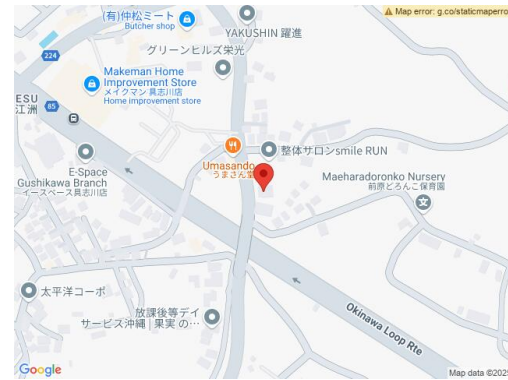 (有)仲松ミート
Butcher shop
Map error: g.co/staticmaperro
YAKUSHIN 躍進
グリーンヒルズ栄光
224
Makeman Home
Improvement Store
メイクマン 具志川店
Home improvement store
ESU
江洲
85
Umasando
うまさん堂
整体サロンsmile RUN
E-Space
Gushikawa Branch
イースペース具志川店
Maeharadoronko Nursery
前原どろんこ保育園
太平洋コーポ
放課後等デイ
サービス沖縄 | 果実 の…
Okinawa Loop Rte
Google
Map data ©2025